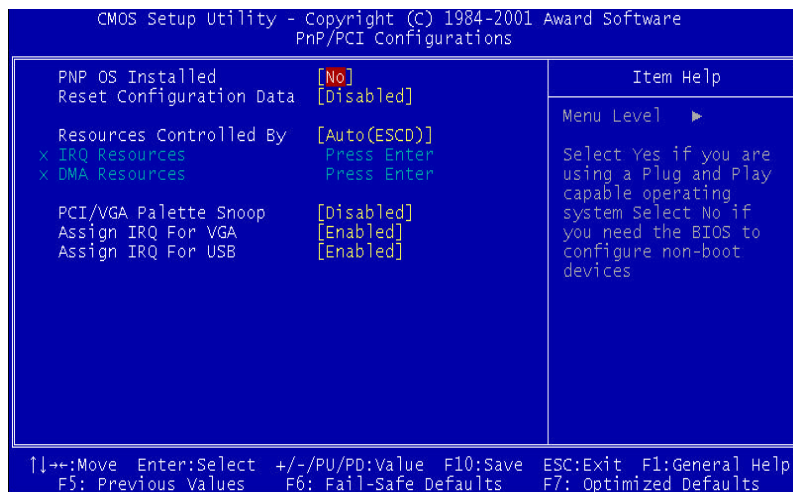 CMOS Setup Utility - Copyright (C) 1984-2001 Award Software
PnP/PCI Configurations
PNP OS Installed [No]
Reset Configuration Data [Disabled]
Resources Controlled By [Auto(ESCD)]
x IRQ Resources Press Enter
x DMA Resources Press Enter
PCI/VGA Palette Snoop [Disabled]
Assign IRQ For VGA [Enabled]
Assign IRQ For USB [Enabled]
Item Help
Menu Level ►
Select Yes if you are
using a Plug and Play
capable operating
system Select No if
you need the BIOS to
configure non-boot
devices
↑↓→←:Move Enter:Select +/-/PU/PD:Value F10:Save ESC:Exit F1:General Help
F5: Previous Values F6: Fail-Safe Defaults F7: Optimized Defaults